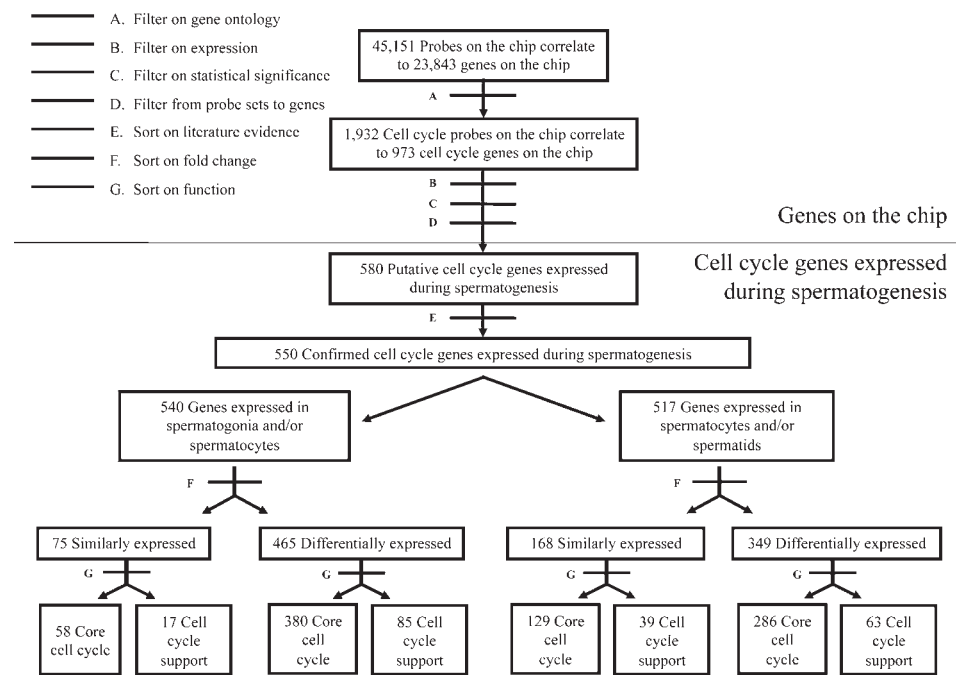 A. Filter on gene ontology
B. Filter on expression
C. Filter on statistical significance
D. Filter from probe sets to genes
E. Sort on literature evidence
F. Sort on fold change
G. Sort on function
45,151 Probes on the chip correlate
to 23,843 genes on the chip
A
1,932 Cell cycle probes on the chip correlate
to 973 cell cycle genes on the chip
B
C
D
Genes on the chip
Cell cycle genes expressed
during spermatogenesis
580 Putative cell cycle genes expressed
during spermatogenesis
E
550 Confirmed cell cycle genes expressed during spermatogenesis
540 Genes expressed in
spermatogonia and/or
spermatocytes
517 Genes expressed in
spermatocytes and/or
spermatids
F
F
75 Similarly expressed
465 Differentially expressed
168 Similarly expressed
349 Differentially expressed
G
G
G
G
58 Core
cell cycle
17 Cell
cycle
support
380 Core
cell
cycle
85 Cell
cycle
support
129 Core
cell
cycle
39 Cell
cycle
support
286 Core
cell
cycle
63 Cell
cycle
support